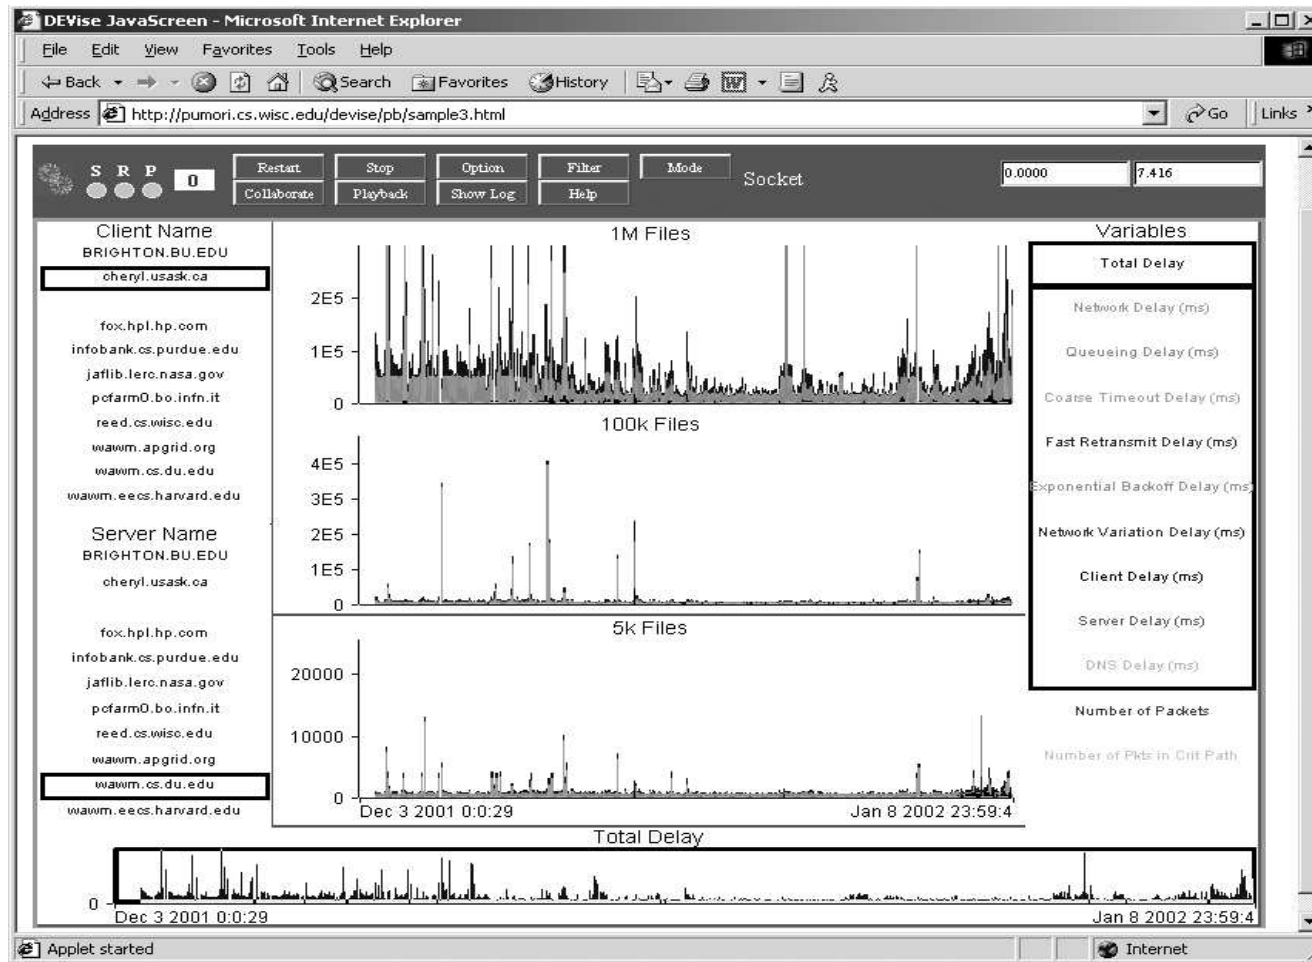 DEVise JavaScreen - Microsoft Internet Explorer
File Edit View Favorites Tools Help
Back Search Favorites History
Address http://pumori.cs.wisc.edu/devise/pb/sample3.html Go Links
S R P
0
Restart Stop Option Filter Mode
Collaborate Playback Show Log Help
Socket
0.0000 7.416
Client Name
BRIGHTON.BU.EDU
cheryl.usask.ca
fox.hpl.hp.com
infobank.cs.purdue.edu
jaflib.lerc.nasa.gov
pcfarm0.bo.infn.it
reed.cs.wisc.edu
wawm.apgrid.org
wawm.cs.du.edu
wawm.eecs.harvard.edu
Server Name
BRIGHTON.BU.EDU
cheryl.usask.ca
fox.hpl.hp.com
infobank.cs.purdue.edu
jaflib.lerc.nasa.gov
pcfarm0.bo.infn.it
reed.cs.wisc.edu
wawm.apgrid.org
wawm.cs.du.edu
wawm.eecs.harvard.edu
1M Files
2E5
1E5
0
100k Files
4E5
3E5
2E5
1E5
0
5k Files
20000
10000
0
Dec 3 2001 0:0:29 Jan 8 2002 23:59:4
Variables
Total Delay
Network Delay (ms)
Queueing Delay (ms)
Coarse Timeout Delay (ms)
Fast Retransmit Delay (ms)
Exponential Backoff Delay (ms)
Network Variation Delay (ms)
Client Delay (ms)
Server Delay (ms)
DNS Delay (ms)
Number of Packets
Number of Pkts in Crit Path
Total Delay
0
Dec 3 2001 0:0:29 Jan 8 2002 23:59:4
Applet started Internet